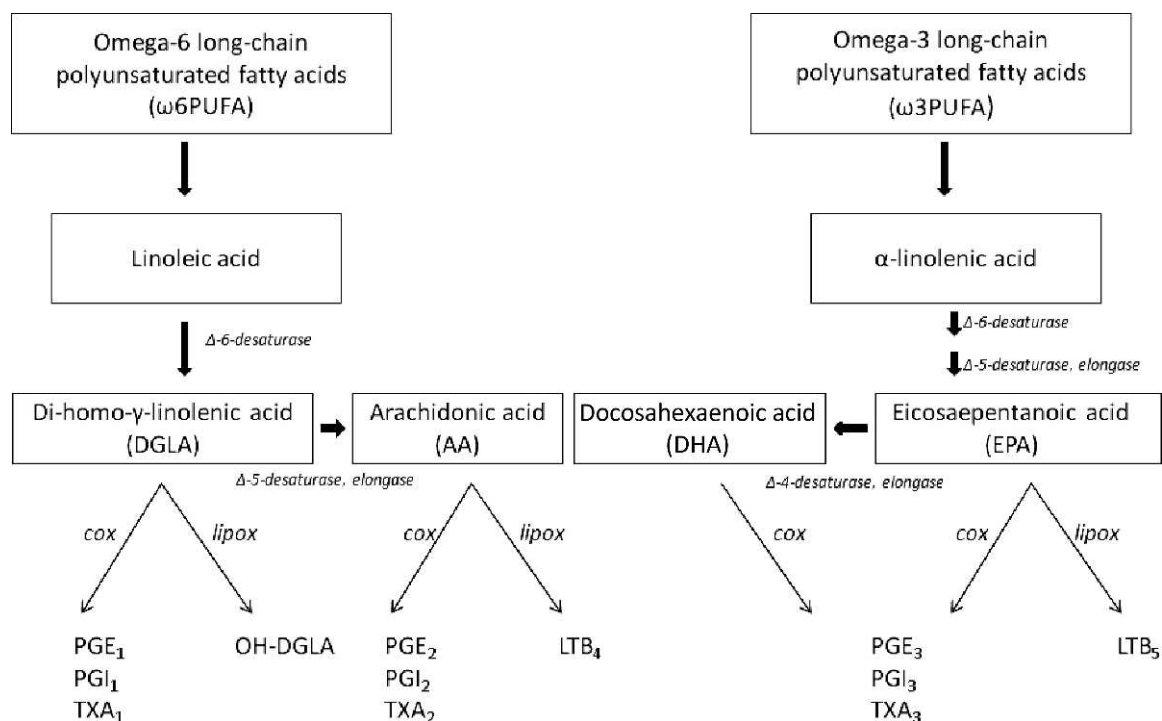 Omega-6 long-chain
polyunsaturated fatty acids
(ω6PUFA)
Omega-3 long-chain
polyunsaturated fatty acids
(ω3PUFA)
Linoleic acid
α-linolenic acid
Δ-6-desaturase
Δ-6-desaturase
Δ-5-desaturase, elongase
Di-homo-γ-linolenic acid
(DGLA)
Arachidonic acid
(AA)
Docosahexaenoic acid
(DHA)
Eicosaepentanoic acid
(EPA)
Δ-5-desaturase, elongase
Δ-4-desaturase, elongase
cox
lipox
cox
lipox
cox
cox
lipox
PGE₁
PGI₁
TXA₁
OH-DGLA
PGE₂
PGI₂
TXA₂
LTB₄
PGE₃
PGI₃
TXA₃
LTB₅